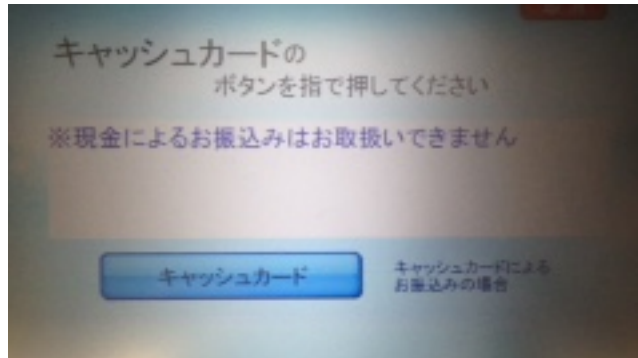 キャッシュカードの
ボタンを指で押してください
※現金によるお振込みはお取扱いできません
キャッシュカード
キャッシュカードによる
お振込みの場合